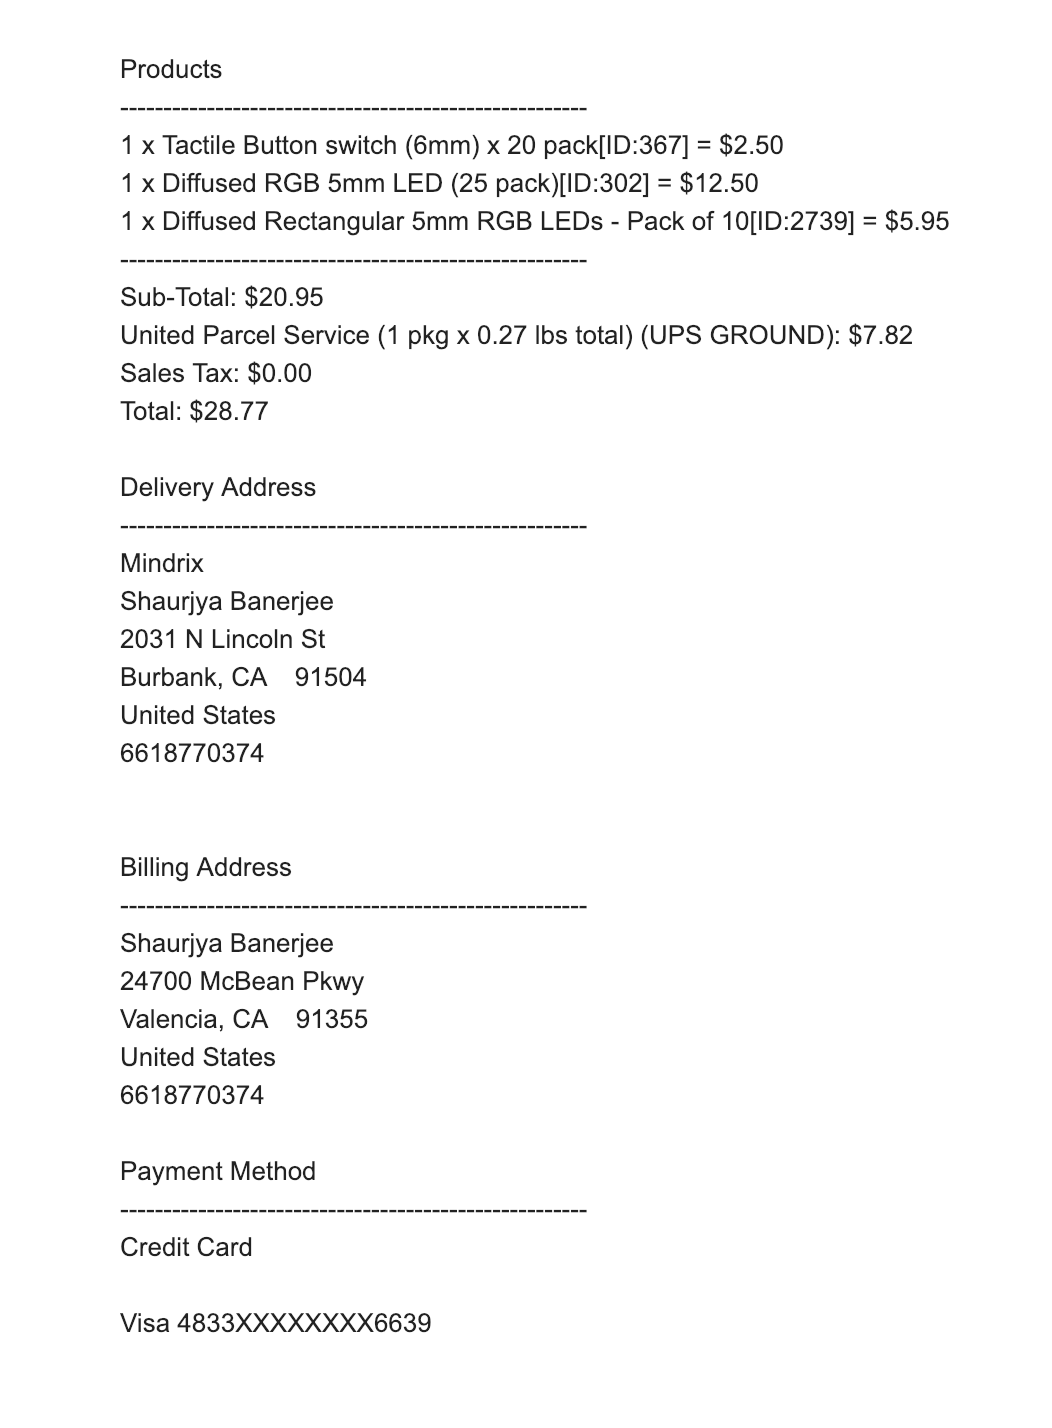 Products
------------------------------------------------------
1 x Tactile Button switch (6mm) x 20 pack[ID:367] = $2.50
1 x Diffused RGB 5mm LED (25 pack)[ID:302] = $12.50
1 x Diffused Rectangular 5mm RGB LEDs - Pack of 10[ID:2739] = $5.95
------------------------------------------------------
Sub-Total: $20.95
United Parcel Service (1 pkg x 0.27 lbs total) (UPS GROUND): $7.82
Sales Tax: $0.00
Total: $28.77
Delivery Address
------------------------------------------------------
Mindrix
Shaurjya Banerjee
2031 N Lincoln St
Burbank, CA    91504
United States
6618770374
Billing Address
------------------------------------------------------
Shaurjya Banerjee
24700 McBean Pkwy
Valencia, CA    91355
United States
6618770374
Payment Method
------------------------------------------------------
Credit Card
Visa 4833XXXXXXXX6639